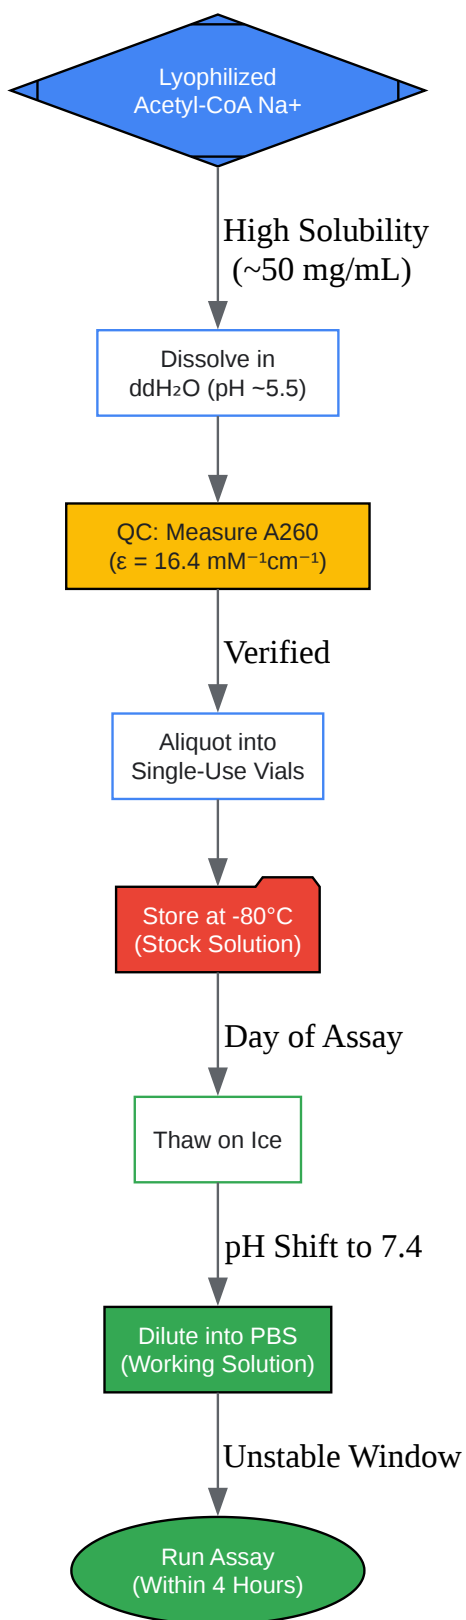 Lyophilized
Acetyl-CoA Na+
High Solubility
(~50 mg/mL)
Dissolve in
ddH₂O (pH ~5.5)
QC: Measure A260
(ε = 16.4 mM⁻¹cm⁻¹)
Verified
Aliquot into
Single-Use Vials
Store at -80°C
(Stock Solution)
Day of Assay
Thaw on Ice
pH Shift to 7.4
Dilute into PBS
(Working Solution)
Unstable Window
Run Assay
(Within 4 Hours)